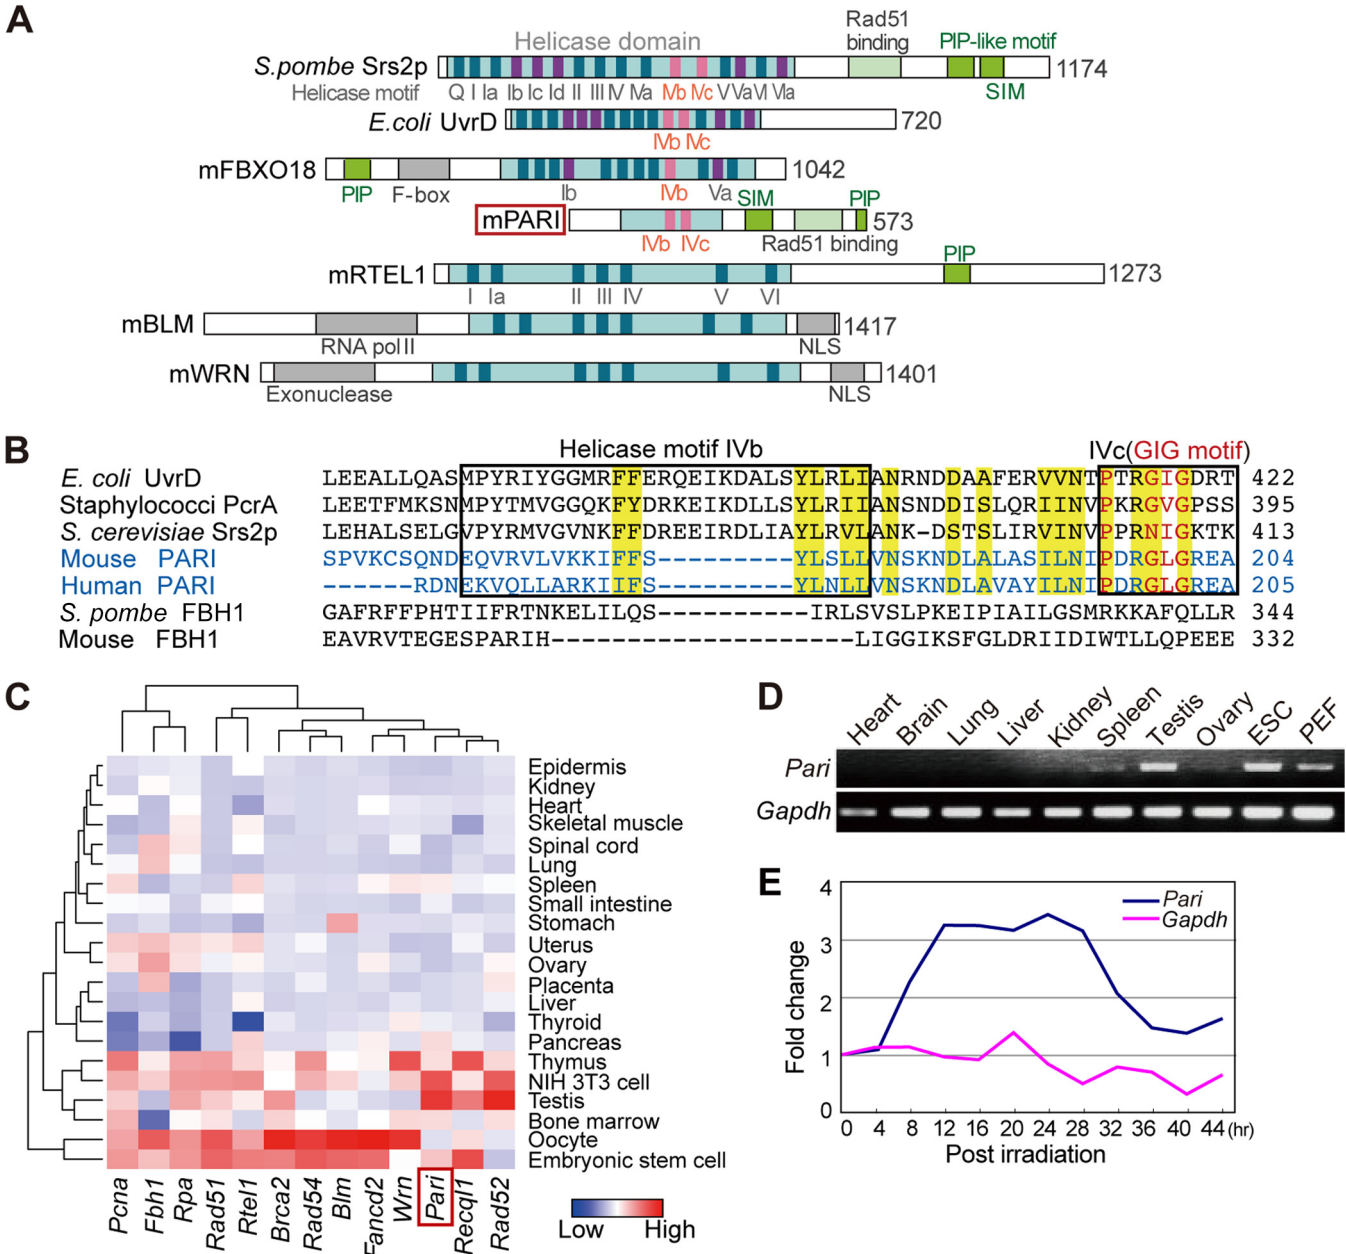 A
Helicase domain
Rad51
binding
PIP-like motif
S.pombe Srs2p
1174
Helicase motif
Q I Ia Ib Ic Id II III IV IVa IVb IVc V Va VI VIa
SIM
E.coli UvrD
720
IVb IVc
mFBXO18
1042
PIP
F-box
Ib
IVb
Va
SIM
PIP
mPARI
573
IVb IVc
Rad51 binding
PIP
mRTEL1
1273
I Ia II III IV V VI
mBLM
1417
RNA pol II
NLS
mWRN
1401
Exonuclease
NLS
B
Helicase motif IVb
IVc(GIG motif)
E. coli UvrD LEEALLQASMPYRIYGGMRFFERQEIKDALSYLRLIANRNDDAAFERVVNTPTRGIGDRT 422
Staphylococci PcrA LEETFMKSNMPYTMVGGQKFYDRKEIKDLLSYLRIIANSNDDISLQRIINVPKRGVGPSS 395
S. cerevisiae Srs2p LEHALSELGVPYRMVGVNKFFDREEIRDLIAYLRVLANK-DSTSLIRVINVPKRNIGKTK 413
Mouse PARI SPVKCSQNDEQVRVLVKKIFFS---------YLSLLVNSKNDLALASILNIPDRGLGREA 204
Human PARI ------RDNEKVQLLARKIIFS---------YLNLLVNSKNDLAVAYILNIPDRGLGREA 205
S. pombe FBH1 GAFRFFPHTIIFRTNKELILQS----------IRLSVSLPKEIPIAILGSMRKKAFQLLR 344
Mouse FBH1 EAVRVTEGESPARIH--------------------LIGGIKSFGLDRIIDIWTLLQPEEE 332
C
Epidermis
Kidney
Heart
Skeletal muscle
Spinal cord
Lung
Spleen
Small intestine
Stomach
Uterus
Ovary
Placenta
Liver
Thyroid
Pancreas
Thymus
NIH 3T3 cell
Testis
Bone marrow
Oocyte
Embryonic stem cell
Pcna Fbh1 Rpa Rad51 Rtel1 Brca2 Rad54 Blm Fancd2 Wrn Pari Recql1 Rad52
Low High
D
Heart Brain Lung Liver Kidney Spleen Testis Ovary ESC PEF
Pari
Gapdh
E
4
3
2
1
0
Fold change
Pari
Gapdh
0 4 8 12 16 20 24 28 32 36 40 44 (hr)
Post irradiation